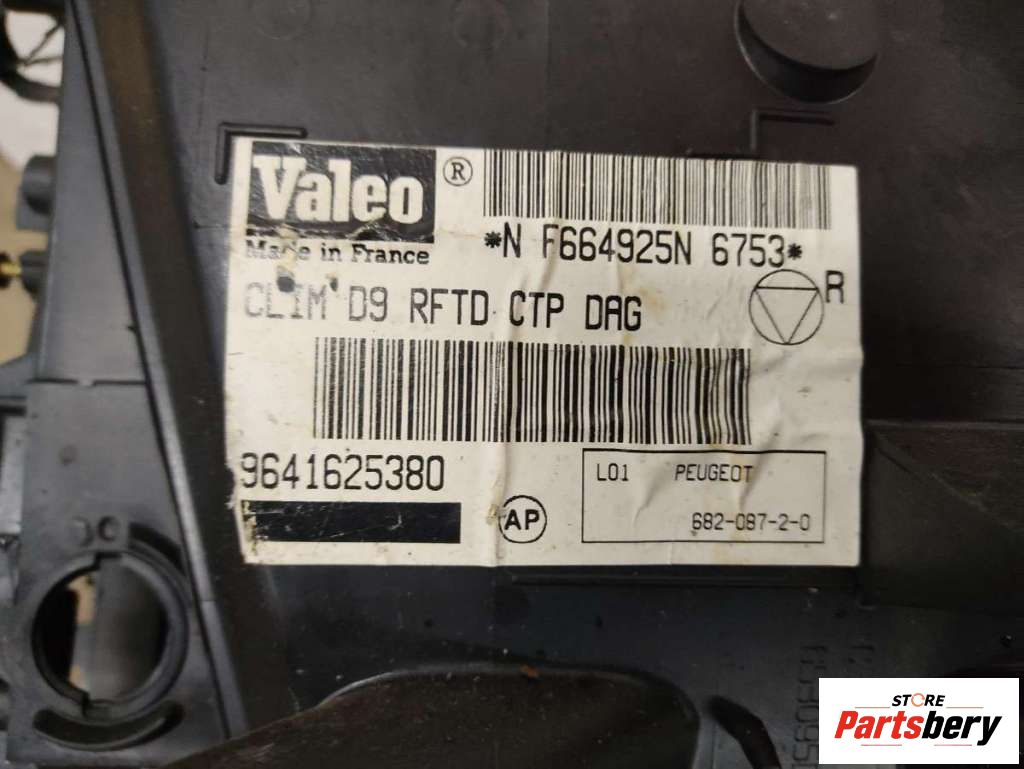 Valeo ®
Made in France
*N F664925N 6753*
CLIM D9 RFTD CTP DAG
R
9641625380
AP
L01 PEUGEOT
682-087-2-0
STORE
Partsbery